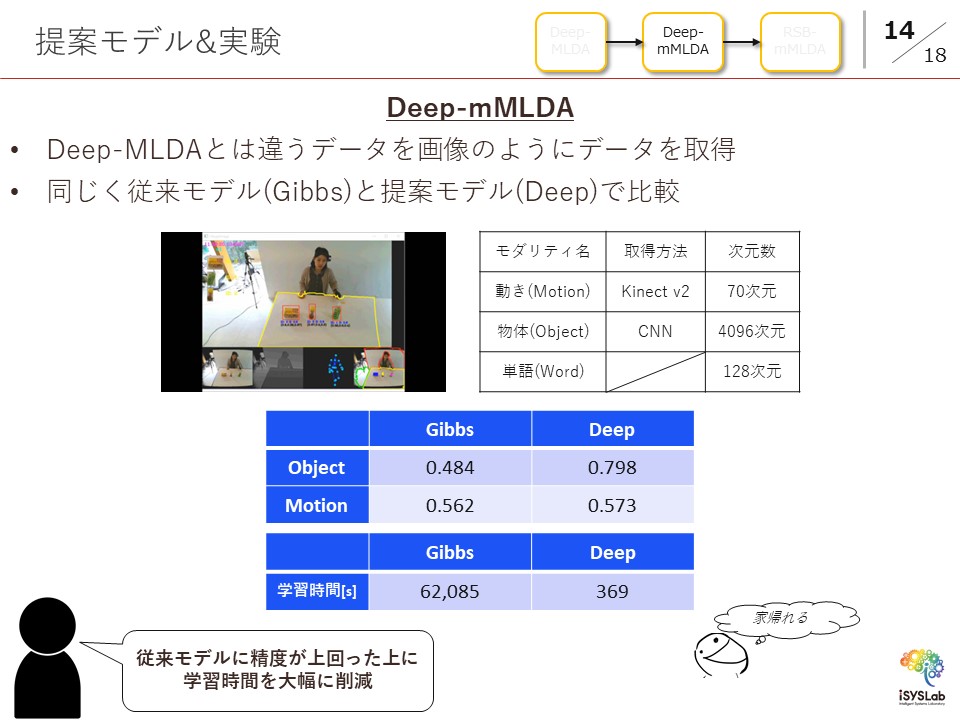 提案モデル&実験
Deep-
MLDA
Deep-
mMLDA
RSB-
mMLDA
14
18
Deep-mMLDA
• Deep-MLDAとは違うデータを画像のようにデータを取得
• 同じく従来モデル(Gibbs)と提案モデル(Deep)で比較
モダリティ名 取得方法 次元数
動き(Motion) Kinect v2 70次元
物体(Object) CNN 4096次元
単語(Word) 128次元
Gibbs Deep
Object 0.484 0.798
Motion 0.562 0.573
Gibbs Deep
学習時間[s] 62,085 369
家帰れる
従来モデルに精度が上回った上に
学習時間を大幅に削減
iSYSLab
Intelligent Systems Laboratory